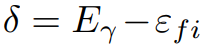 δ = E_γ − ε_{fi}